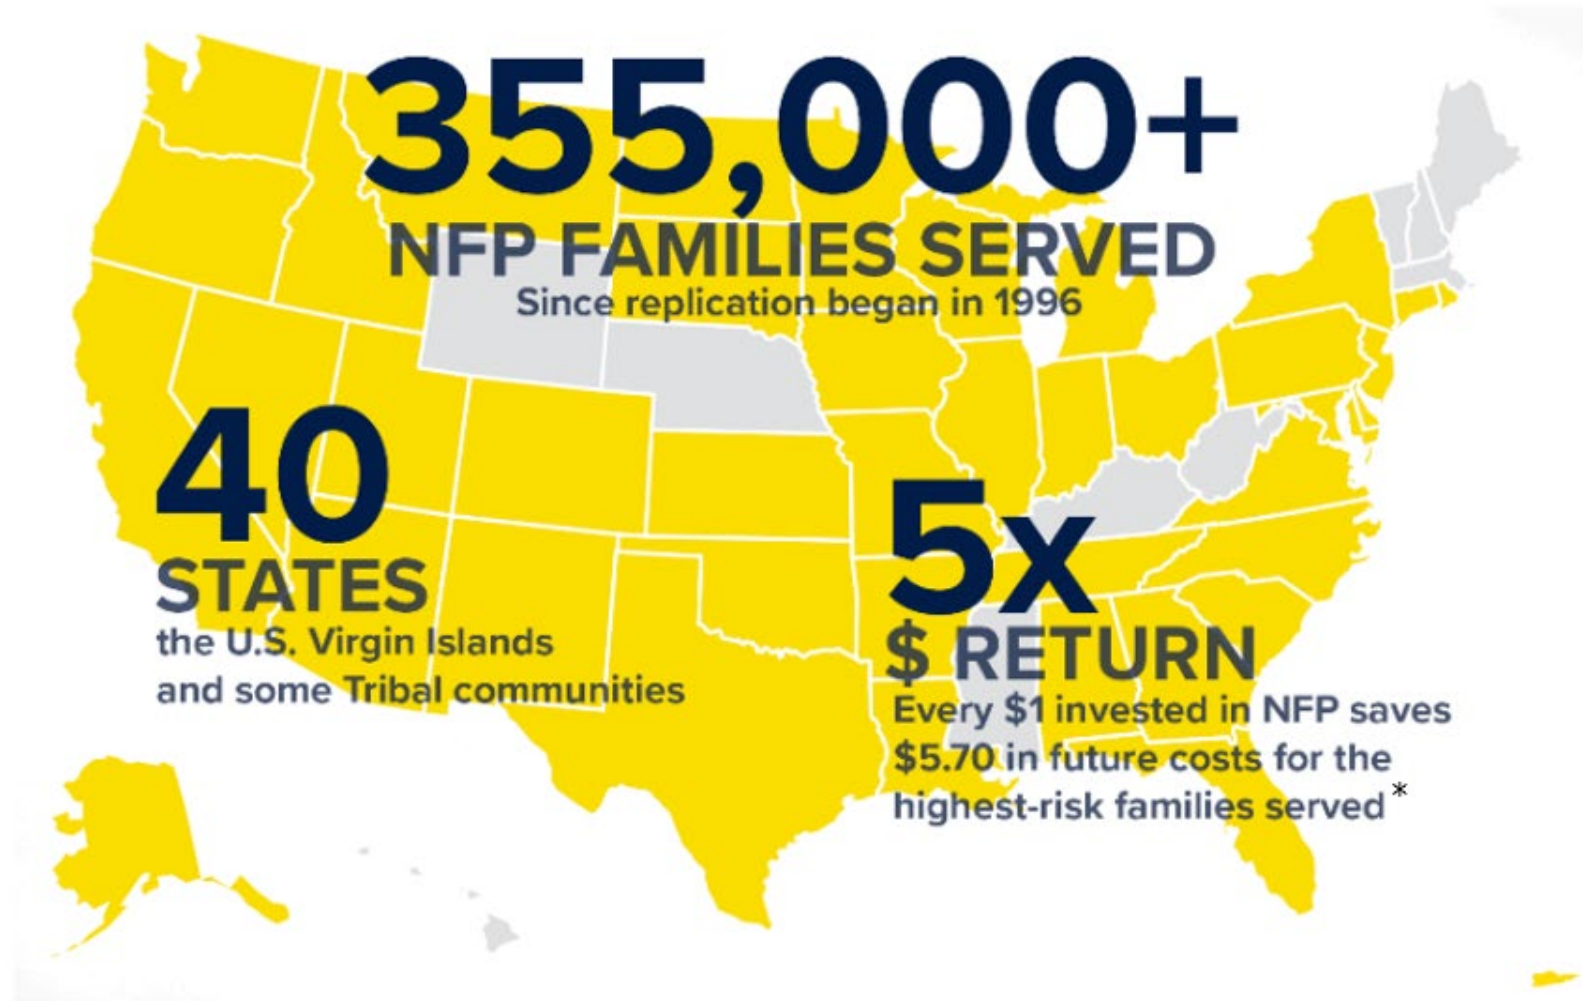 355,000+
NFP FAMILIES SERVED
Since replication began in 1996
40
STATES
the U.S. Virgin Islands
and some Tribal communities
5x
$ RETURN
Every $1 invested in NFP saves
$5.70 in future costs for the
highest-risk families served*